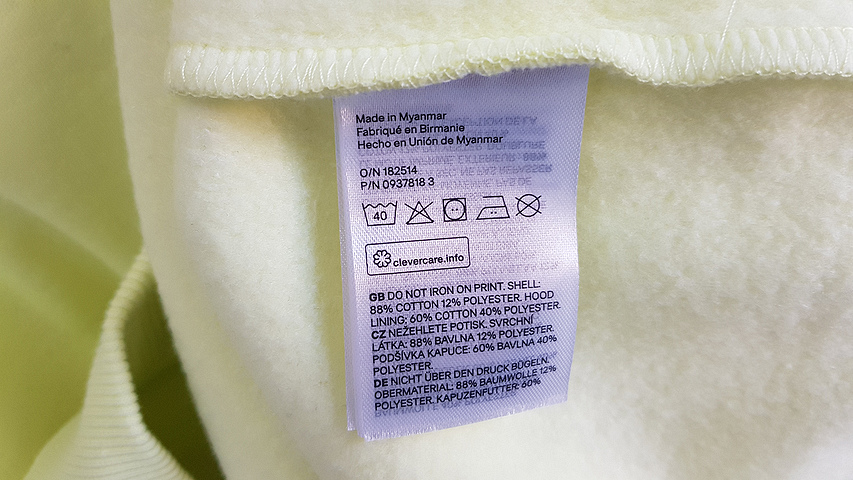 Made in Myanmar
Fabriqué en Birmanie
Hecho en Unión de Myanmar
O/N 182514
P/N 0937818 3
40
clevercare.info
GB DO NOT IRON ON PRINT. SHELL:
88% COTTON 12% POLYESTER. HOOD
LINING: 60% COTTON 40% POLYESTER.
CZ NEŽEHLETE POTISK. SVRCHNÍ
LÁTKA: 88% BAVLNA 12% POLYESTER.
PODŠÍVKA KAPUCE: 60% BAVLNA 40%
POLYESTER.
DE NICHT ÜBER DEN DRUCK BÜGELN.
OBERMATERIAL: 88% BAUMWOLLE 12%
POLYESTER. KAPUZENFUTTER: 60%